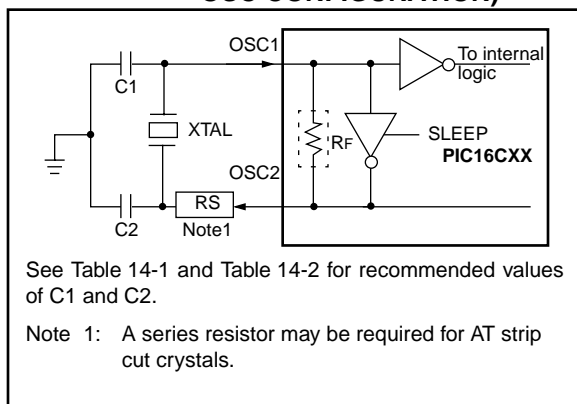 OSC CONFIGURATION)
OSC1
To internal
logic
C1
XTAL
RF
SLEEP
PIC16CXX
OSC2
RS
C2
Note1
See Table 14-1 and Table 14-2 for recommended values
of C1 and C2.
Note 1: A series resistor may be required for AT strip
cut crystals.